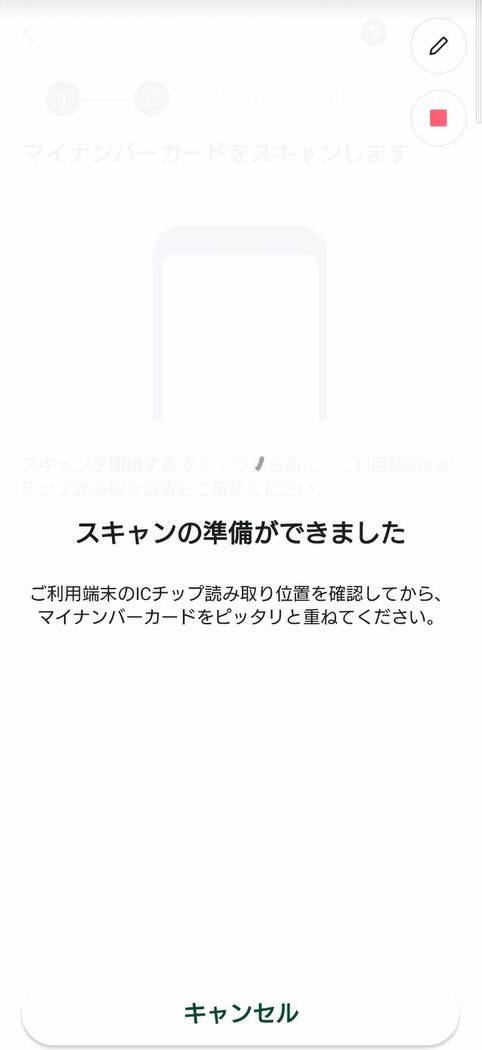 ?
1
2
マイナンバーカードをスキャンします
スキャンを開始する をタップする前に、ご利用端末のIC
チップ読み取り位置をご確認ください。
スキャンの準備ができました
ご利用端末のICチップ読み取り位置を確認してから、
マイナンバーカードをピッタリと重ねてください。
キャンセル